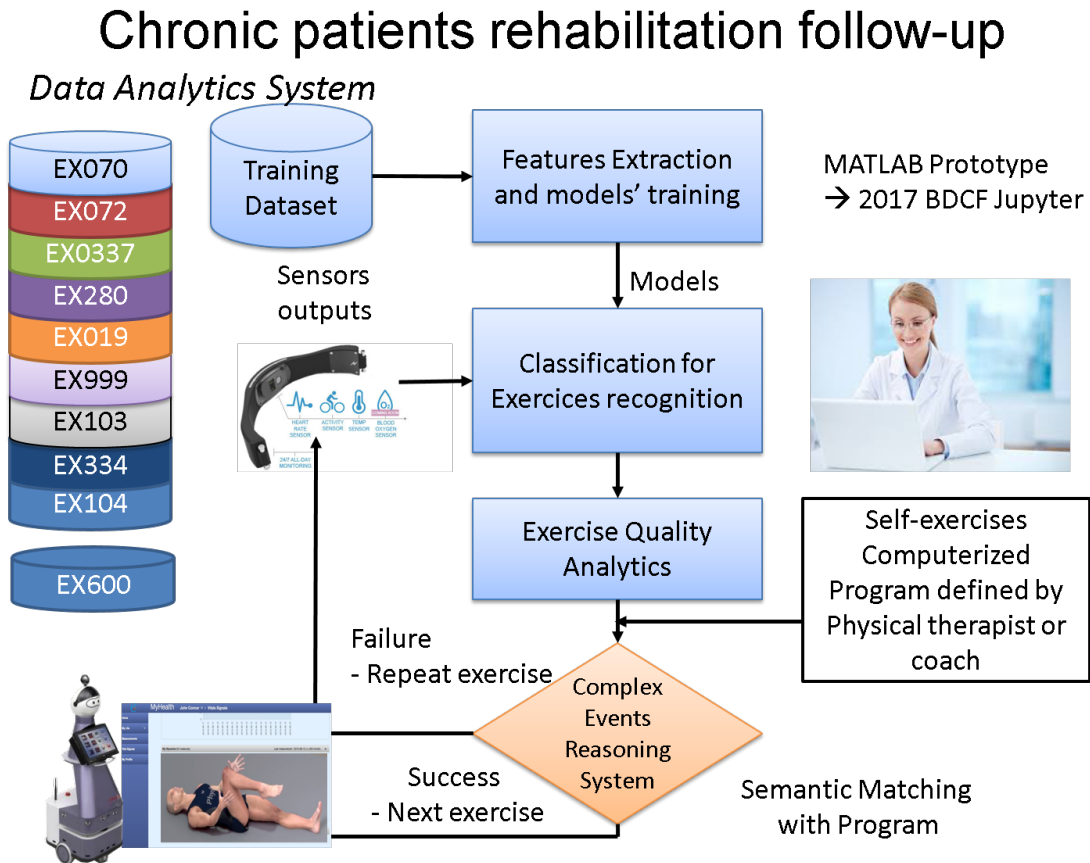 Chronic patients rehabilitation follow-up
Data Analytics System
EX070
EX072
EX0337
EX280
EX019
EX999
EX103
EX334
EX104
EX600
Training
Dataset
Features Extraction
and models’ training
MATLAB Prototype
→ 2017 BDCF Jupyter
Models
Sensors
outputs
HEART
RATE
SENSOR
ACTIVITY
SENSOR
TEMP
SENSOR
BLOOD
OXYGEN
SENSOR
24/7 ALL-DAY
MONITORING
Classification for
Exercices recognition
Exercise Quality
Analytics
Self-exercises
Computerized
Program defined by
Physical therapist or
coach
Failure
- Repeat exercise
Complex
Events
Reasoning
System
Success
- Next exercise
Semantic Matching
with Program
MyHealth